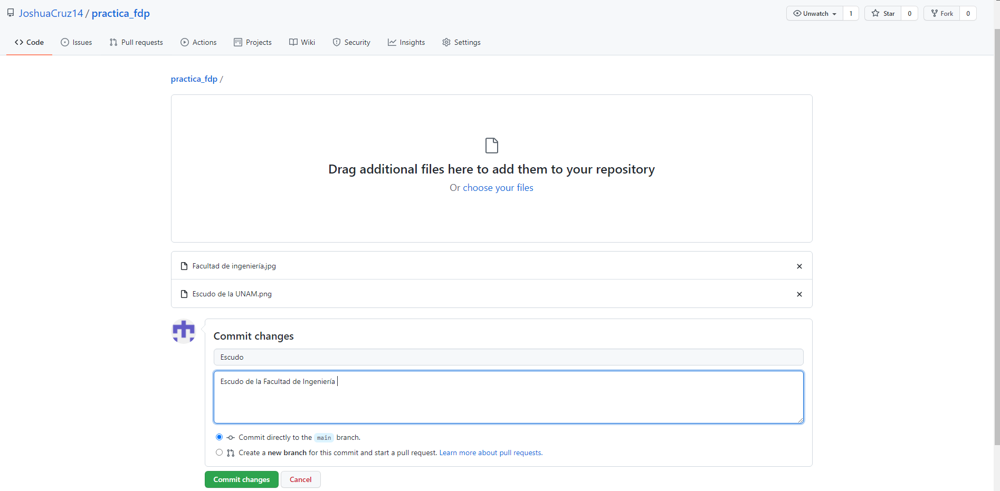 JoshuaCruz14 / practica_fdp
Unwatch 1 Star 0 Fork 0
Code Issues Pull requests Actions Projects Wiki Security Insights Settings
practica_fdp /
Drag additional files here to add them to your repository
Or choose your files
Facultad de ingeniería.jpg
Escudo de la UNAM.png
Commit changes
Escudo
Escudo de la Facultad de Ingeniería
Commit directly to the main branch.
Create a new branch for this commit and start a pull request. Learn more about pull requests.
Commit changes Cancel